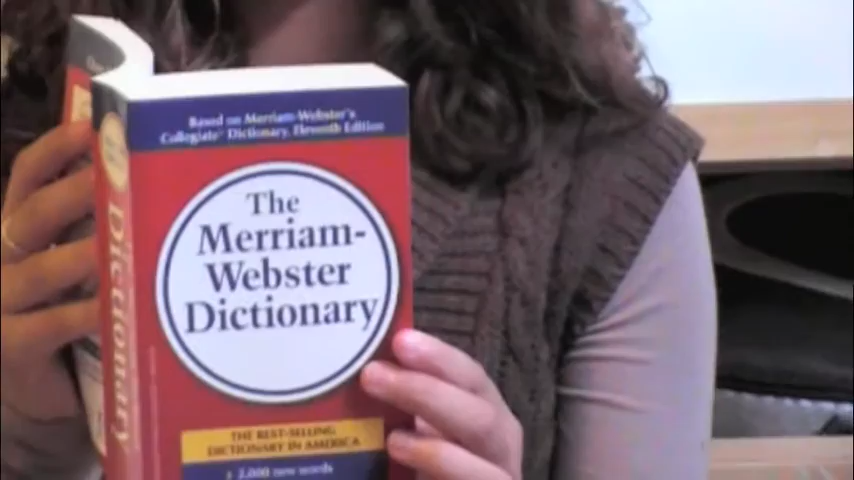 Based on Merriam-Webster's
Collegiate® Dictionary, Eleventh Edition
The
Merriam-
Webster
Dictionary
THE BEST-SELLING
DICTIONARY IN AMERICA
2,000 new words
Dictionary